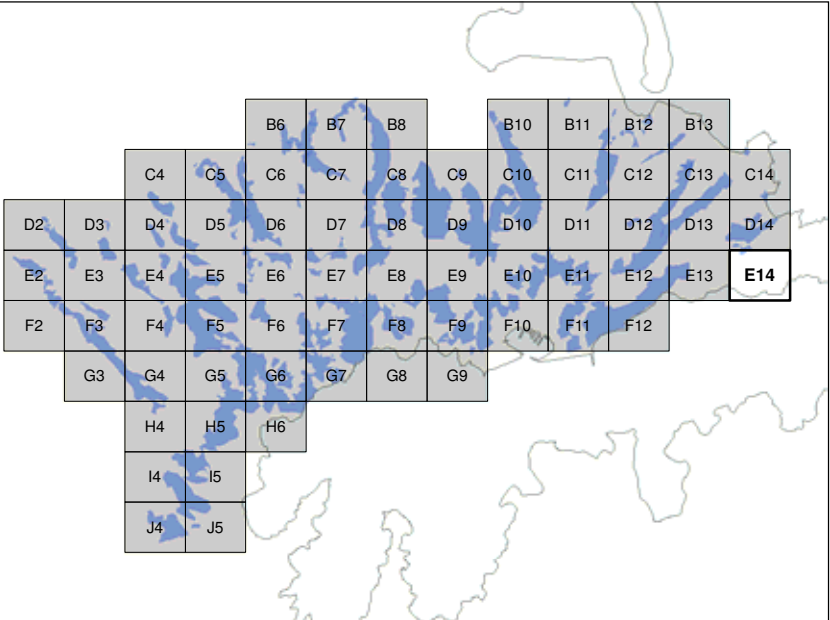 B6 B7 B8 B10 B11 B12 B13
C4 C5 C6 C7 C8 C9 C10 C11 C12 C13 C14
D2 D3 D4 D5 D6 D7 D8 D9 D10 D11 D12 D13 D14
E2 E3 E4 E5 E6 E7 E8 E9 E10 E11 E12 E13 E14
F2 F3 F4 F5 F6 F7 F8 F9 F10 F11 F12
G3 G4 G5 G6 G7 G8 G9
H4 H5 H6
I4 I5
J4 J5